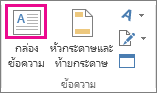 กล่อง
ข้อความ
หัวกระดาษและ
ท้ายกระดาษ
ข้อความ